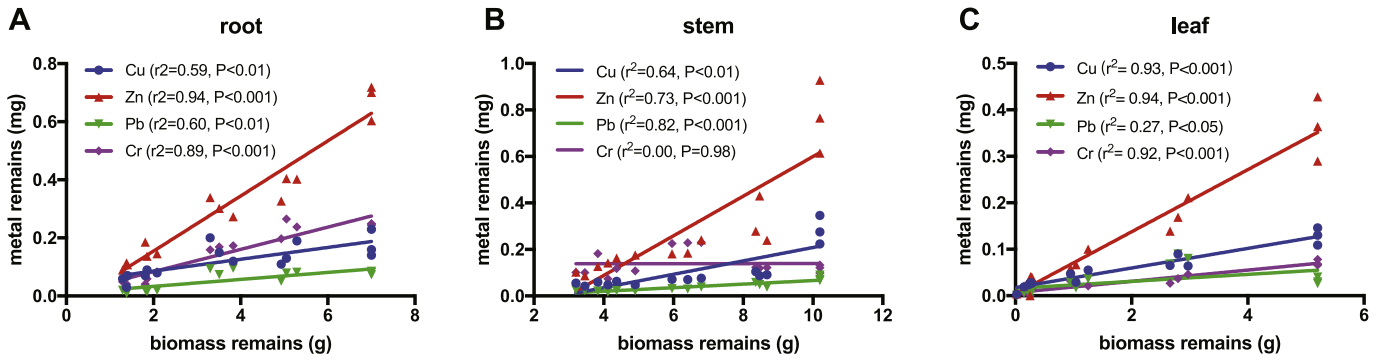 A
root
metal remains (mg)
0.8
0.6
0.4
0.2
0.0
Cu (r2=0.59, P<0.01)
Zn (r2=0.94, P<0.001)
Pb (r2=0.60, P<0.01)
Cr (r2=0.89, P<0.001)
0
2
4
6
8
biomass remains (g)
B
stem
metal remains (mg)
1.0
0.8
0.6
0.4
0.2
0.0
Cu (r²=0.64, P<0.01)
Zn (r²=0.73, P<0.001)
Pb (r²=0.82, P<0.001)
Cr (r²=0.00, P=0.98)
2
4
6
8
10
12
biomass remains (g)
C
leaf
metal remains (mg)
0.5
0.4
0.3
0.2
0.1
0.0
Cu (r²= 0.93, P<0.001)
Zn (r²= 0.94, P<0.001)
Pb (r²= 0.27, P<0.05)
Cr (r²= 0.92, P<0.001)
0
2
4
6
biomass remains (g)